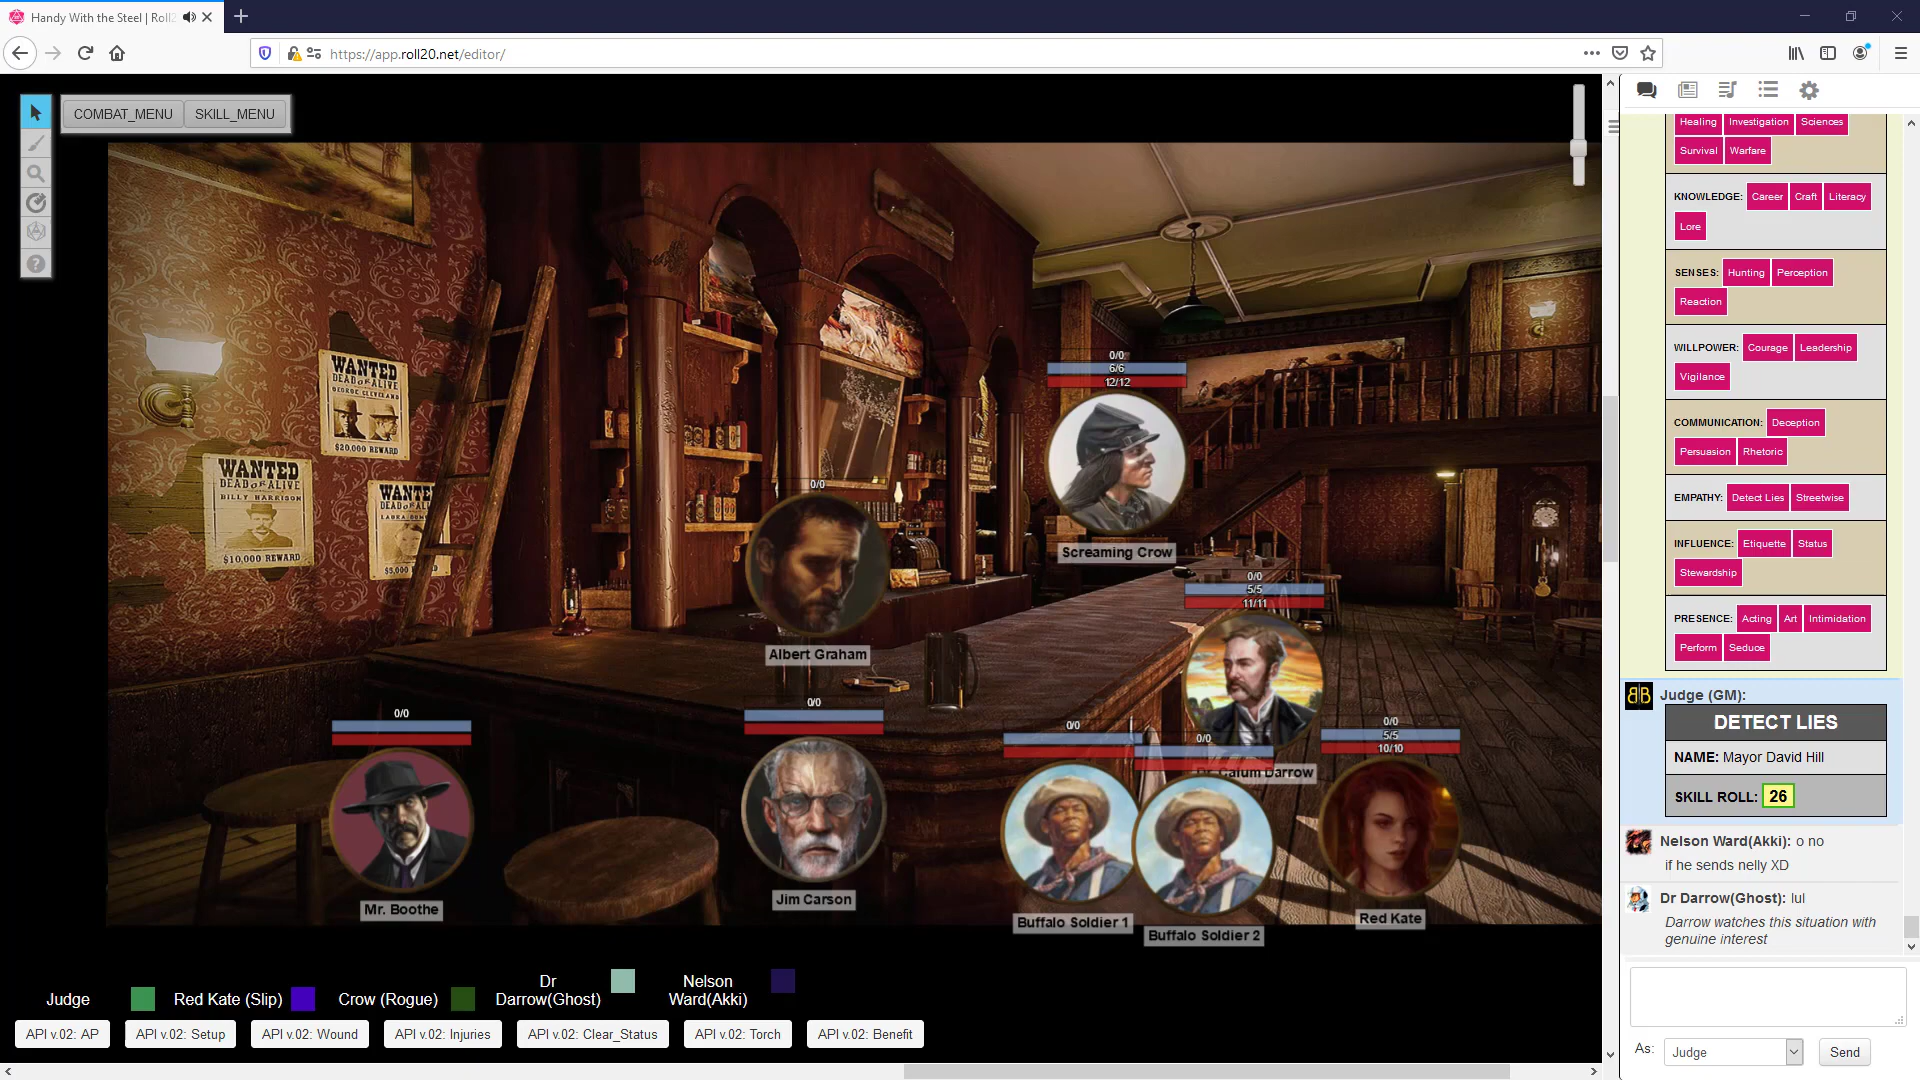 Handy With the Steel | Roll2
https://app.roll20.net/editor/
COMBAT_MENU
SKILL_MENU
WANTED
DEAD OR ALIVE
GEORGE CLEVELAND
$20,000 REWARD
WANTED
DEAD OR ALIVE
BILLY HARRISON
$10,000 REWARD
WANTE
DEAD OR ALIVE
$5,000 REWARD
0/0
6/6
12/12
Screaming Crow
0/0
Albert Graham
0/0
5/5
11/11
Dr Calum Darrow
0/0
Mr. Boothe
0/0
Jim Carson
0/0
Buffalo Soldier 1
0/0
Buffalo Soldier 2
0/0
5/5
10/10
Red Kate
Judge
Red Kate (Slip)
Crow (Rogue)
Dr
Darrow(Ghost)
Nelson
Ward(Akki)
API v.02: AP
API v.02: Setup
API v.02: Wound
API v.02: Injuries
API v.02: Clear_Status
API v.02: Torch
API v.02: Benefit
Healing Investigation Sciences
Survival Warfare
KNOWLEDGE: Career Craft Literacy
Lore
SENSES: Hunting Perception
Reaction
WILLPOWER: Courage Leadership
Vigilance
COMMUNICATION: Deception
Persuasion Rhetoric
EMPATHY: Detect Lies Streetwise
INFLUENCE: Etiquette Status
Stewardship
PRESENCE: Acting Art Intimidation
Perform Seduce
Judge (GM):
DETECT LIES
NAME: Mayor David Hill
SKILL ROLL: 26
Nelson Ward(Akki): o no
if he sends nelly XD
Dr Darrow(Ghost): lul
Darrow watches this situation with
genuine interest
As: Judge
Send